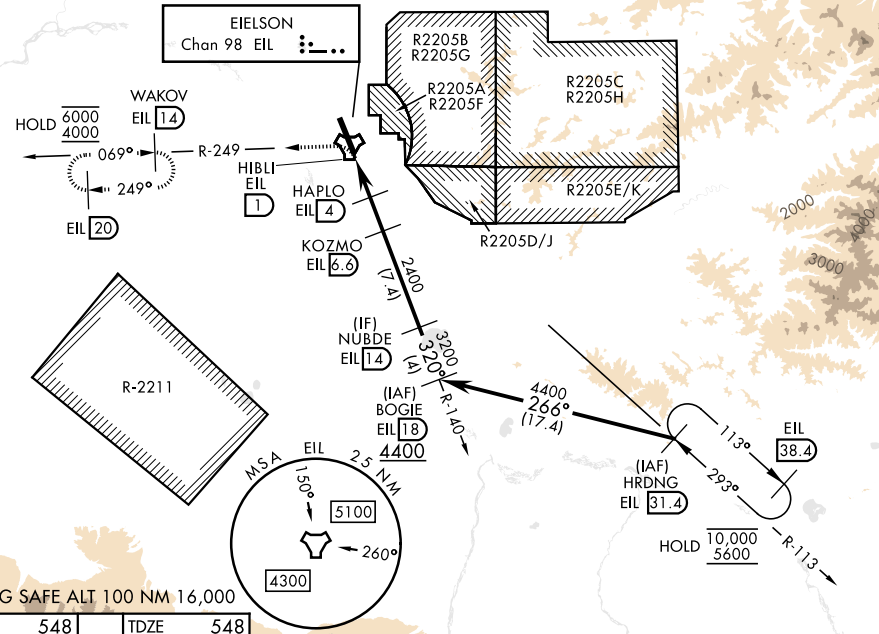 EIELSON
Chan 98 EIL
R2205B
R2205G
R2205A
R2205F
R2205C
R2205H
R2205E/K
R2205D/J
WAKOV
EIL 14
HOLD 6000
4000
069°
R-249
249°
EIL 20
HIBLI
EIL
1
HAPLO
EIL 4
KOZMO
EIL 6.6
2400
(7.4)
(IF)
NUBDE
EIL 14
3200
320°
(4)
(IAF)
BOGIE
EIL 18
4400
R-140
4400
266°
(17.4)
113°
293°
EIL
38.4
(IAF)
HRDNG
EIL 31.4
HOLD 10,000
5600
R-113
2000
3000
4000
R-2211
MSA EIL 25 NM
150°
5100
260°
4300
G SAFE ALT 100 NM 16,000
548
TDZE 548